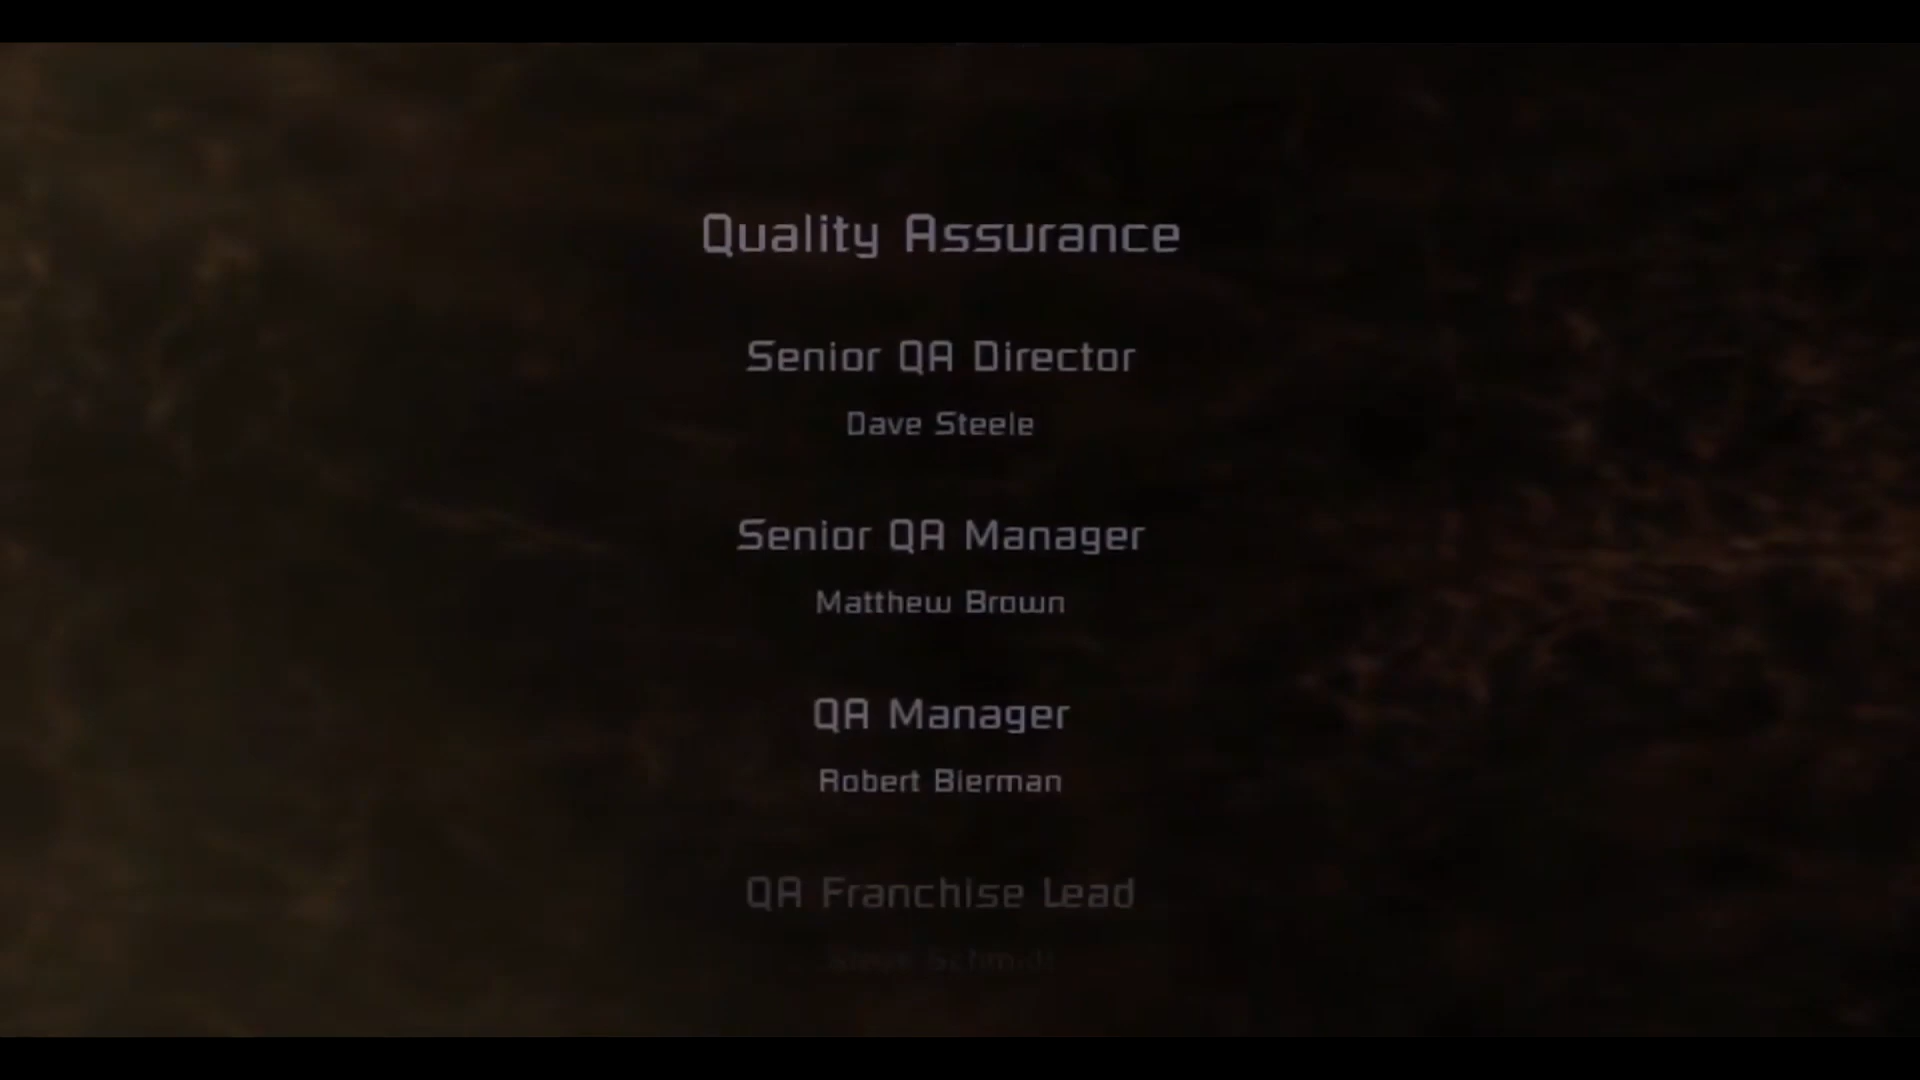 Quality Assurance
Senior QA Director
Dave Steele
Senior QA Manager
Matthew Brown
QA Manager
Robert Bierman
QA Franchise Lead
Schmidt